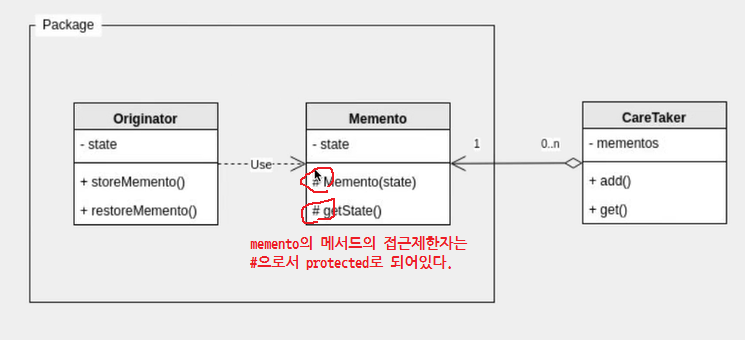 Package
Originator
- state
+ storeMemento()
+ restoreMemento()
Use
Memento
- state
# Memento(state)
# getState()
1
0..n
CareTaker
- mementos
+ add()
+ get()
memento의 메서드의 접근제한자는
#으로서 protected로 되어있다.